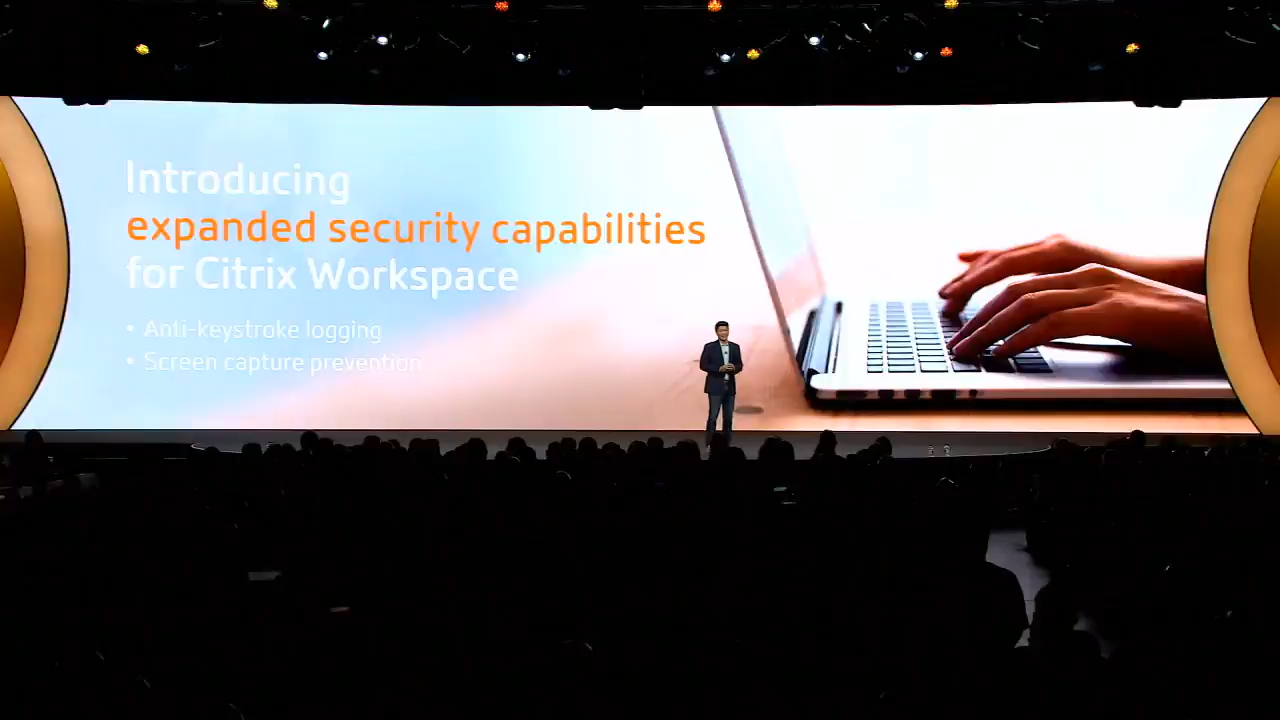 Introducing
expanded security capabilities
for Citrix Workspace
• Anti-keystroke logging
• Screen capture prevention